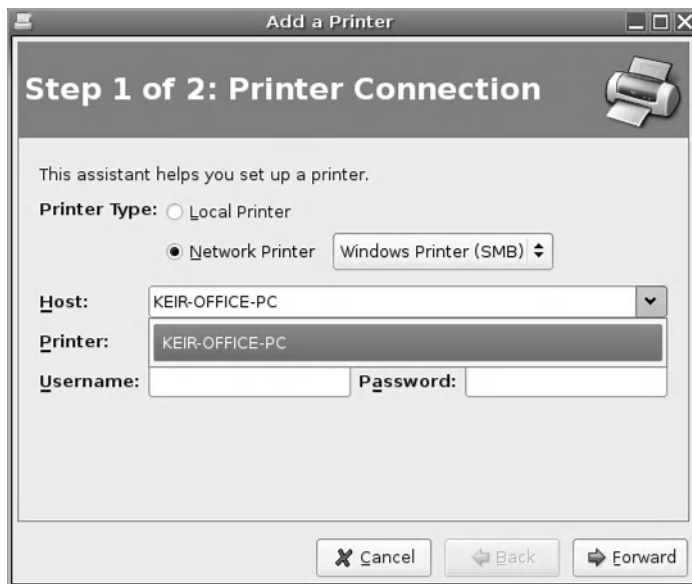 Add a Printer
Step 1 of 2: Printer Connection
This assistant helps you set up a printer.
Printer Type: Local Printer
Network Printer Windows Printer (SMB)
Host: KEIR-OFFICE-PC
Printer: KEIR-OFFICE-PC
Username: Password:
Cancel Back Forward